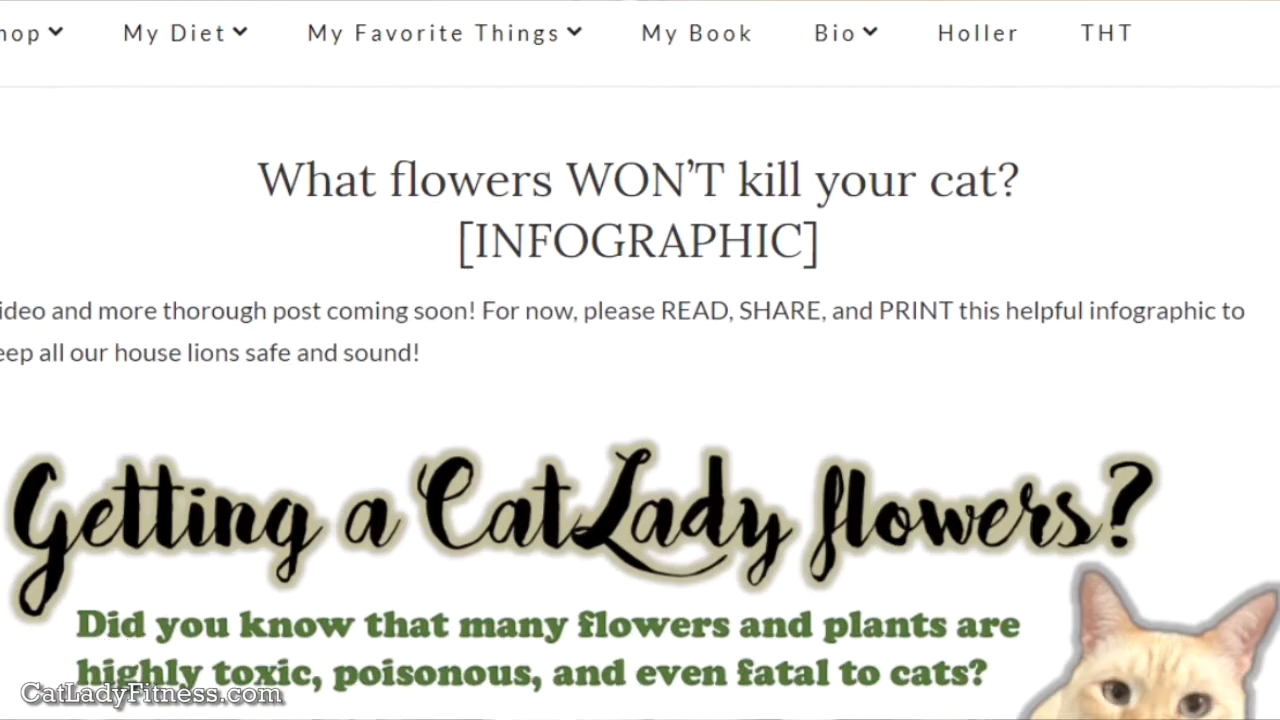 hop My Diet My Favorite Things My Book Bio Holler THT
What flowers WON'T kill your cat?
[INFOGRAPHIC]
ideo and more thorough post coming soon! For now, please READ, SHARE, and PRINT this helpful infographic to
eep all our house lions safe and sound!
Getting a CatLady flowers?
Did you know that many flowers and plants are
highly toxic, poisonous, and even fatal to cats?
CatLadyFitness.com